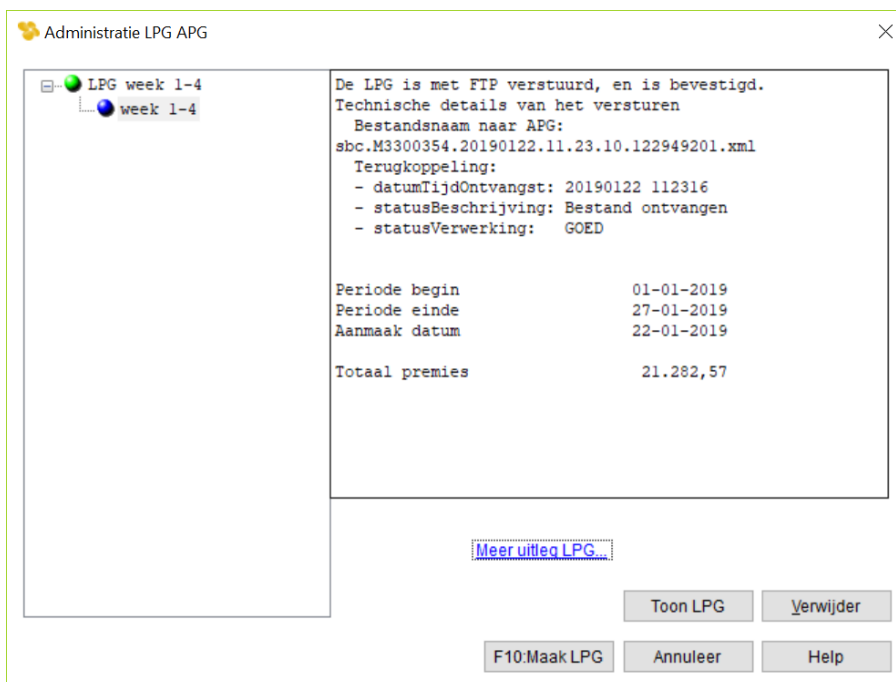 Administratie LPG APG
LPG week 1-4
week 1-4
De LPG is met FTP verstuurd, en is bevestigd.
Technische details van het versturen
Bestandsnaam naar APG:
sbc.M3300354.20190122.11.23.10.122949201.xml
Terugkoppeling:
- datumTijdOntvangst: 20190122 112316
- statusBeschrijving: Bestand ontvangen
- statusVerwerking: GOED
Periode begin 01-01-2019
Periode einde 27-01-2019
Aanmaak datum 22-01-2019
Totaal premies 21.282,57
Meer uitleg LPG...
Toon LPG Verwijder
F10:Maak LPG Annuleer Help